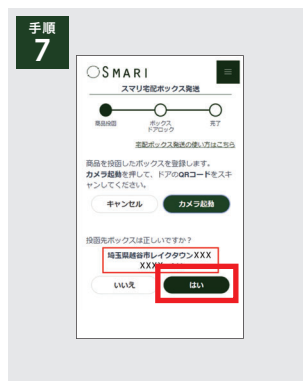 手順
7
SMARI
スマリ宅配ボックス発送
商品投函
ボックス
ドアロック
完了
宅配ボックス発送の使い方はこちら
商品を投函したボックスを登録します。
カメラ起動を押して、ドアのQRコードをスキ
ャンしてください。
キャンセル
カメラ起動
投函先ボックスは正しいですか?
埼玉県越谷市レイクタウンXXX
XXXX
いいえ
はい